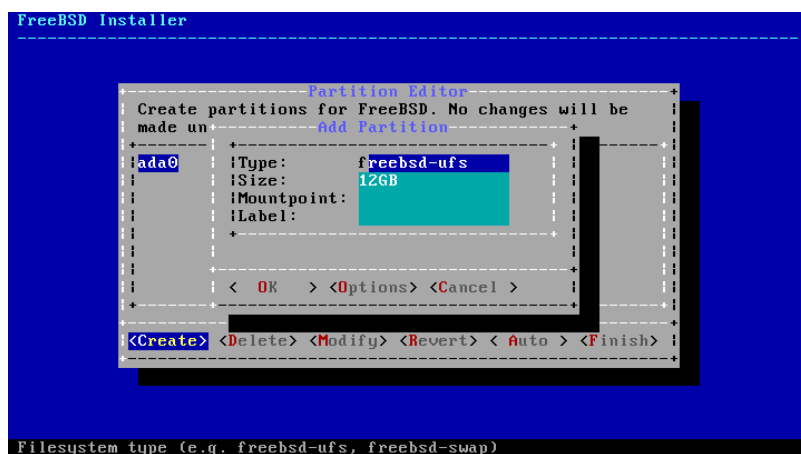 FreeBSD Installer
Partition Editor
Create partitions for FreeBSD. No changes will be
made un
Add Partition
ada0
Type: freebsd-ufs
Size: 12GB
Mountpoint:
Label:
< OK > <Options> <Cancel >
<Create> <Delete> <Modify> <Revert> < Auto > <Finish>
Filesystem type (e.g. freebsd-ufs, freebsd-swap)